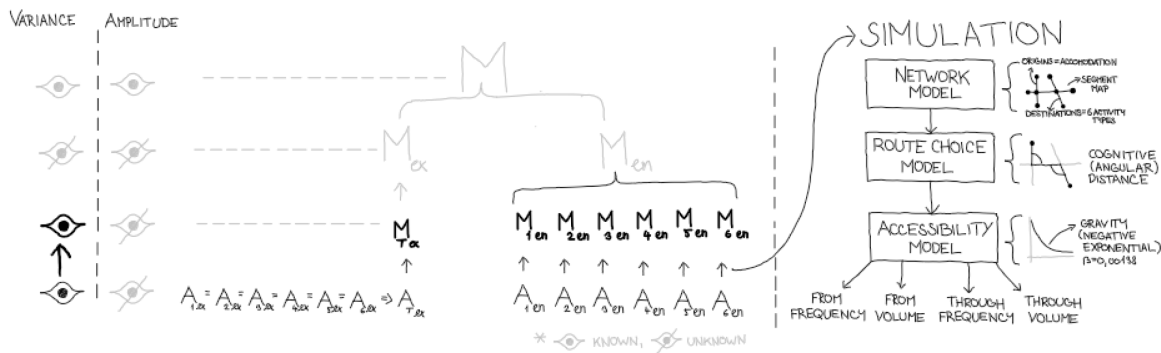 VARIANCE
AMPLITUDE
M
M ex
M en
M T.ex
M 1 en M 2 en M 3 en M 4 en M 5 en M 6 en
A 1.ex = A 2.ex = A 3.ex = A 4.ex = A 5.ex = A 6.ex => A T.ex
A 1 en A 2 en A 3 en A 4 en A 5 en A 6 en
* KNOWN, UNKNOWN
SIMULATION
NETWORK
MODEL
ORIGINS=ACCOMODATION
SEGMENT
MAP
DESTINATIONS=6 ACTIVITY
TYPES
ROUTE CHOICE
MODEL
COGNITIVE
(ANGULAR)
DISTANCE
ACCESSIBILITY
MODEL
GRAVITY
(NEGATIVE
EXPONENTIAL)
β=0,00138
FROM
FREQUENCY
FROM
VOLUME
THROUGH
FREQUENCY
THROUGH
VOLUME